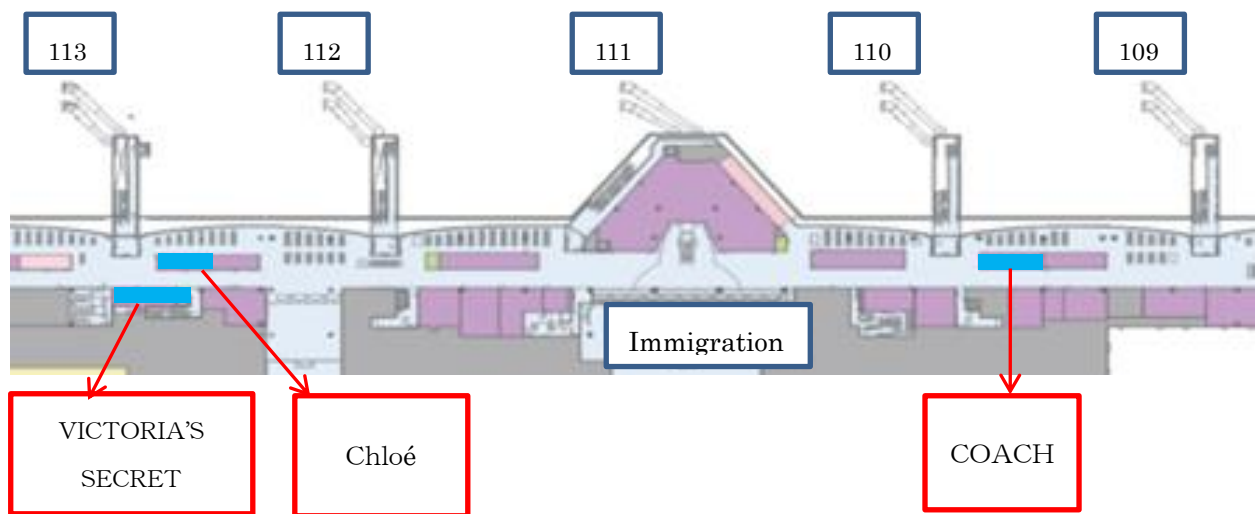 113
112
111
110
109
Immigration
VICTORIA’S
SECRET
Chloé
COACH